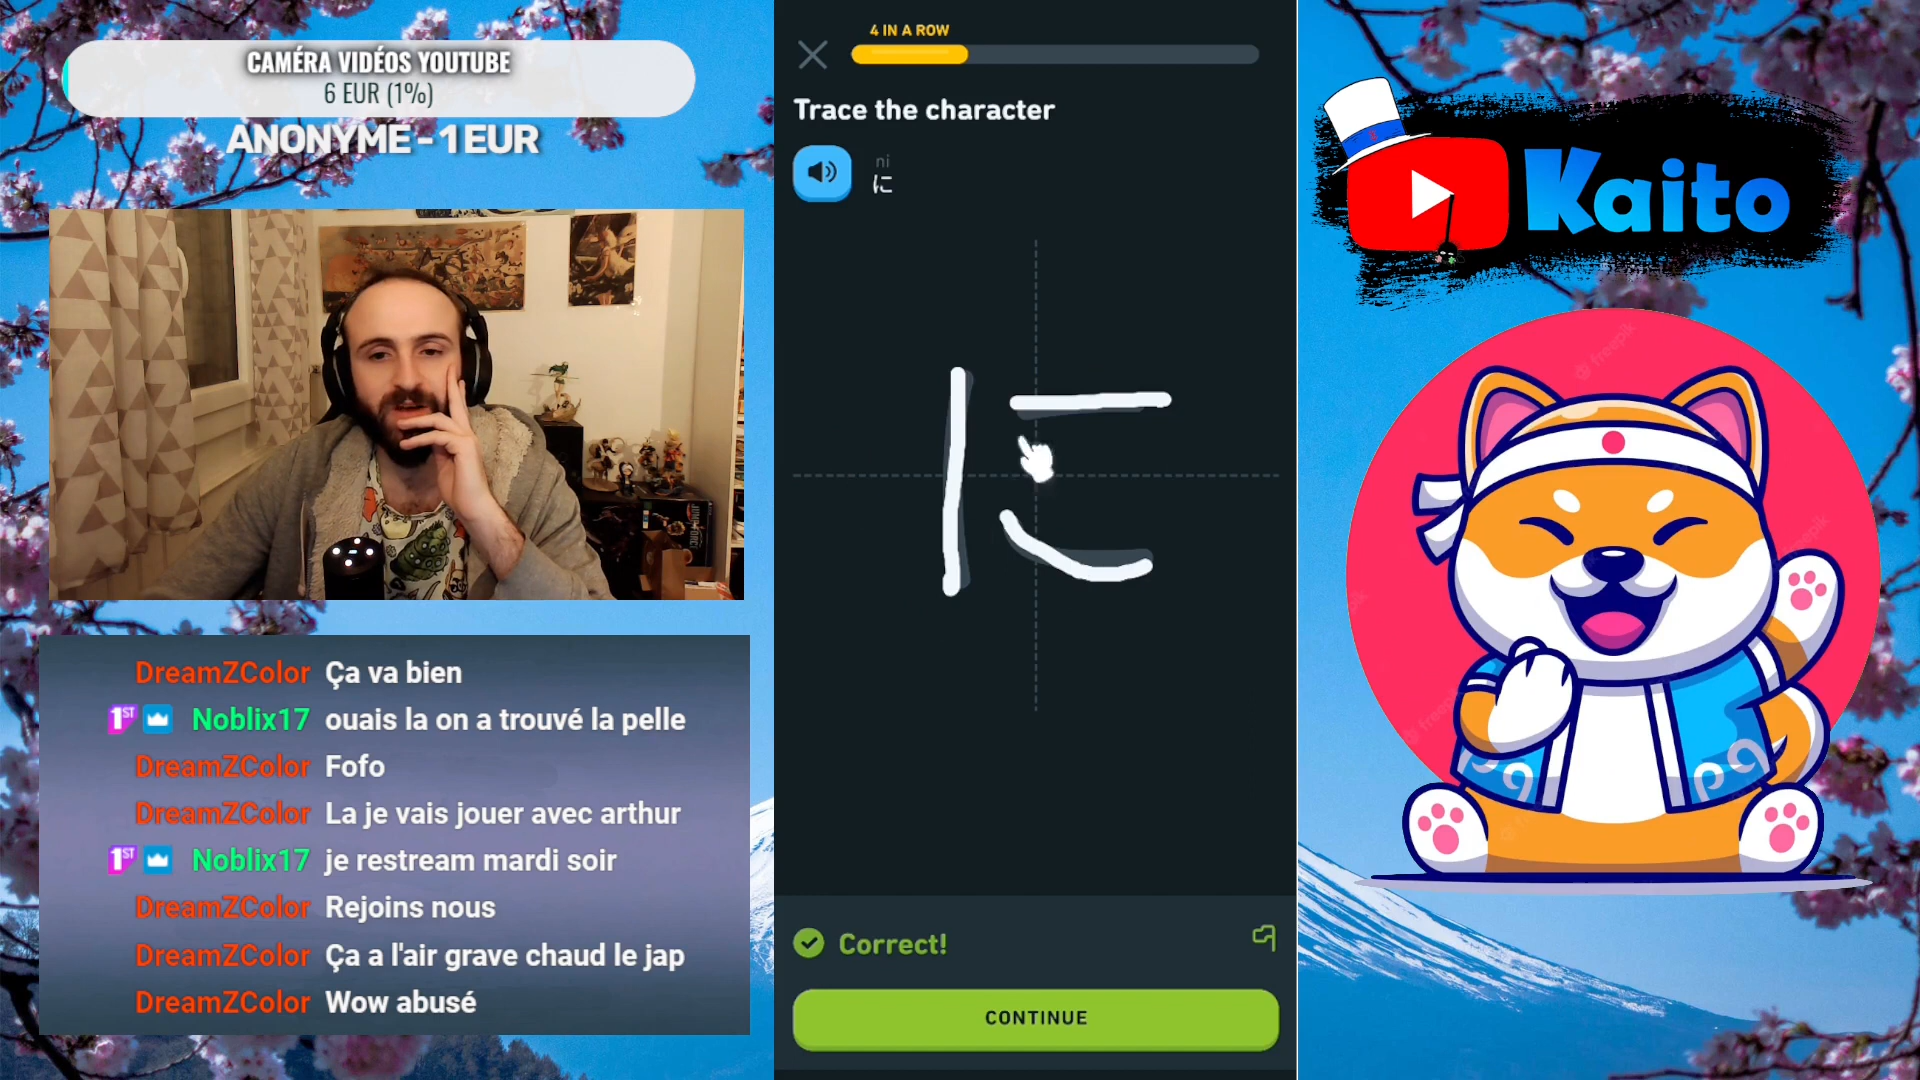 CAMÉRA VIDÉOS YOUTUBE
6 EUR (1%)
ANONYME - 1 EUR
DreamZColor Ça va bien
1ST Noblix17 ouais la on a trouvé la pelle
DreamZColor Fofo
DreamZColor La je vais jouer avec arthur
1ST Noblix17 je restream mardi soir
DreamZColor Rejoins nous
DreamZColor Ça a l'air grave chaud le jap
DreamZColor Wow abusé
4 IN A ROW
Trace the character
ni
に
に
Correct!
CONTINUE
Kaito
freepik